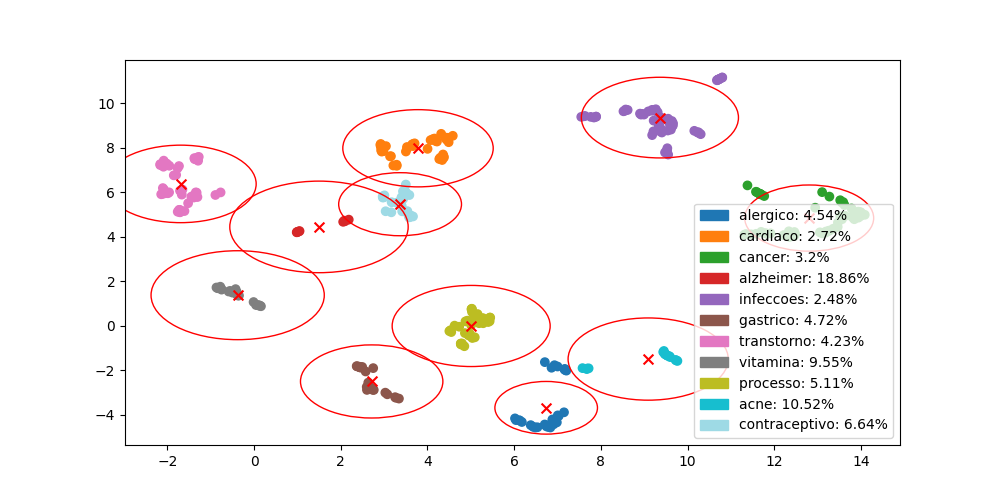 10
8
6
4
2
0
−2
−4
−2
0
2
4
6
8
10
12
14
alergico: 4.54%
cardiaco: 2.72%
cancer: 3.2%
alzheimer: 18.86%
infeccoes: 2.48%
gastrico: 4.72%
transtorno: 4.23%
vitamina: 9.55%
processo: 5.11%
acne: 10.52%
contraceptivo: 6.64%